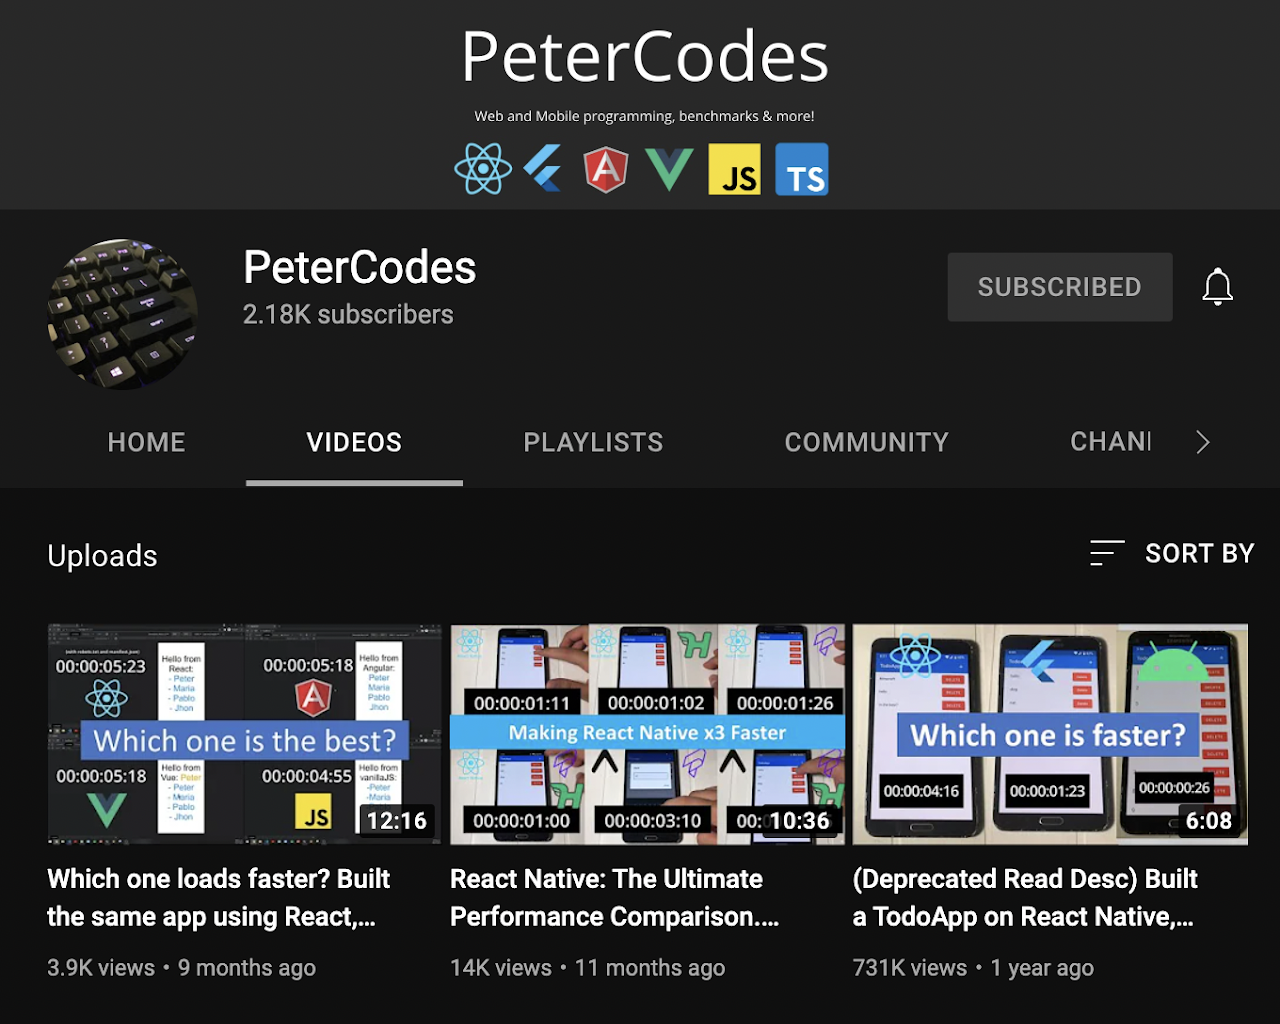 PeterCodes
Web and Mobile programming, benchmarks & more!
JS
TS
PeterCodes
2.18K subscribers
SUBSCRIBED
HOME
VIDEOS
PLAYLISTS
COMMUNITY
CHAN
Uploads
SORT BY
00:00:05:23
Hello from
React:
- Peter
- Maria
- Pablo
- Jhon
00:00:05:18
Hello from
Angular:
Peter
Maria
Pablo
Jhon
Which one is the best?
00:00:05:18
Hello from
Vue: Peter
- Peter
- Maria
- Pablo
- Jhon
00:00:04:55
Hello from
vanillaJS:
-Peter
-Maria
- Pablo
- Jhon
JS
12:16
00:00:01:11
00:00:01:02
00:00:01:26
Making React Native x3 Faster
00:00:01:00
00:00:03:10
00:
10:36
Which one is faster?
00:00:04:16
00:00:01:23
00:00:00:26
6:08
Which one loads faster? Built
the same app using React,...
3.9K views • 9 months ago
React Native: The Ultimate
Performance Comparison....
14K views • 11 months ago
(Deprecated Read Desc) Built
a TodoApp on React Native,...
731K views • 1 year ago